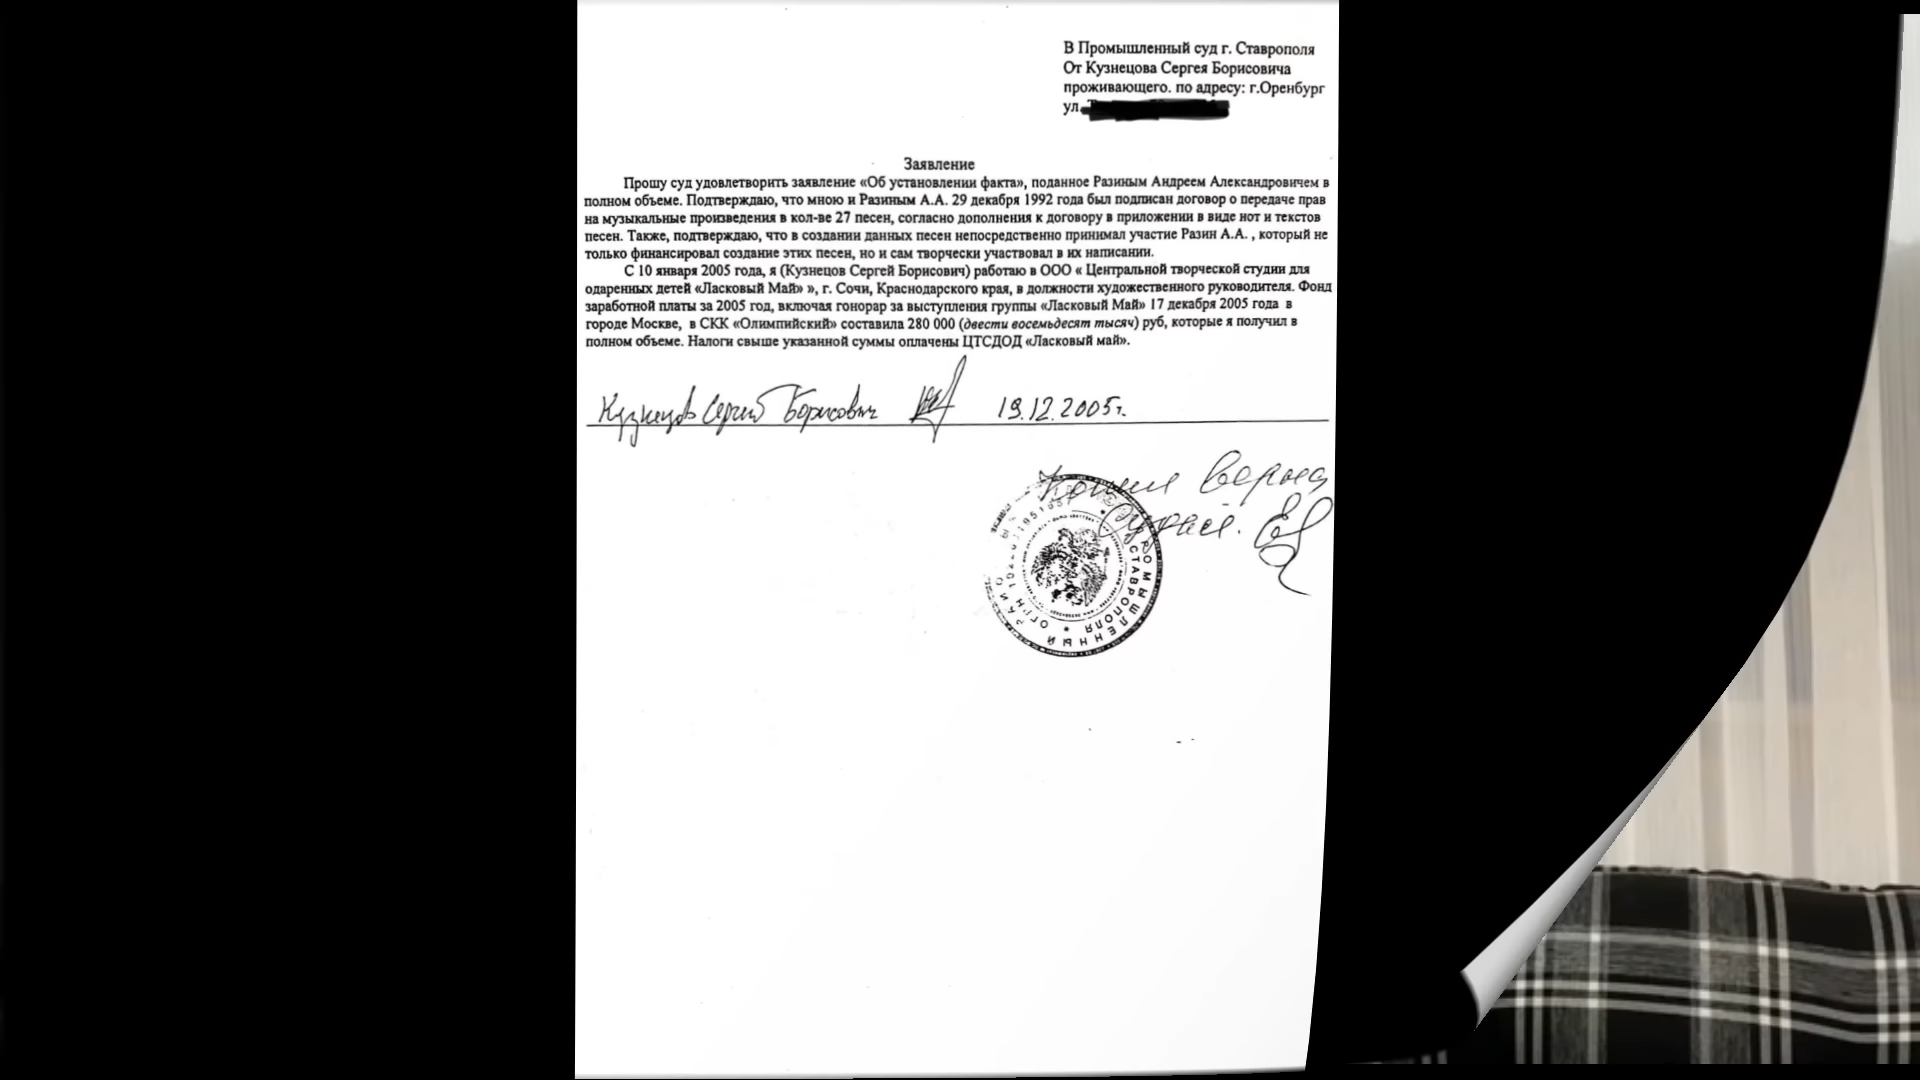 В Промышленный суд г. Ставрополя
От Кузнецова Сергея Борисовича
проживающего. по адресу: г.Оренбург
ул.
Заявление
Прошу суд удовлетворить заявление «Об установлении факта», поданное Разиным Андреем Александровичем в
полном объеме. Подтверждаю, что мною и Разиным А.А. 29 декабря 1992 года был подписан договор о передаче прав
на музыкальные произведения в кол-ве 27 песен, согласно дополнения к договору в приложении в виде нот и текстов
песен. Также, подтверждаю, что в создании данных песен непосредственно принимал участие Разин А.А. , который не
только финансировал создание этих песен, но и сам творчески участвовал в их написании.
С 10 января 2005 года, я (Кузнецов Сергей Борисович) работаю в ООО « Центральной творческой студии для
одаренных детей «Ласковый Май» », г. Сочи, Краснодарского края, в должности художественного руководителя. Фонд
заработной платы за 2005 год, включая гонорар за выступления группы «Ласковый Май» 17 декабря 2005 года в
городе Москве, в СКК «Олимпийский» составила 280 000 (двести восемьдесят тысяч) руб, которые я получил в
полном объеме. Налоги свыше указанной суммы оплачены ЦТСДОД «Ласковый май».
Кузнецов Сергей Борисович 19.12.2005г.
Копия верна
Судья.
ПРОМЫШЛЕННЫЙ
СТАВРОПОЛЯ
ОГРН